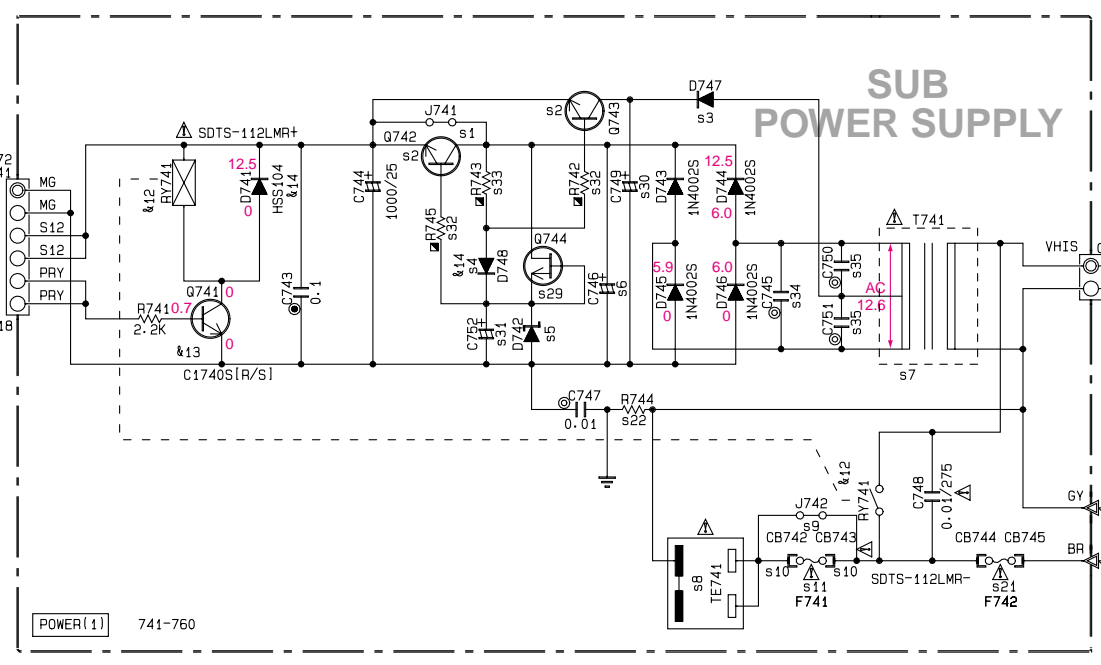 SUB
POWER SUPPLY
D747
s3
J741
s1
s2
Q743
⚠ SDTS-112LMR+
Q742
s2
72
41
MG
MG
S12
S12
PRY
PRY
18
&12
RY741
12.5
D741
0
HSS104
&14
C744
1000/25
R743
s33
R742
s32
C749
s30
D743
1N4002S
12.5
D744
6.0
1N4002S
R745
s32
Q744
s29
&14
s4
D748
C746
s6
5.9
D745
0
1N4002S
6.0
D746
0
1N4002S
C745
s34
C750
s35
C751
s35
AC
12.6
⚠ T741
s7
VHIS
R741
2.2K
0.7
Q741
0
0
&13
C1740S[R/S]
C743
0.1
C752
s31
D742
s5
C747
0.01
R744
s22
&12
RY741
C748
0.01/275
GY
BR
J742
s9
CB742 CB743
s10
s10
s11
F741
SDTS-112LMR-
CB744 CB745
s21
F742
s8
TE741
POWER(1) 741-760